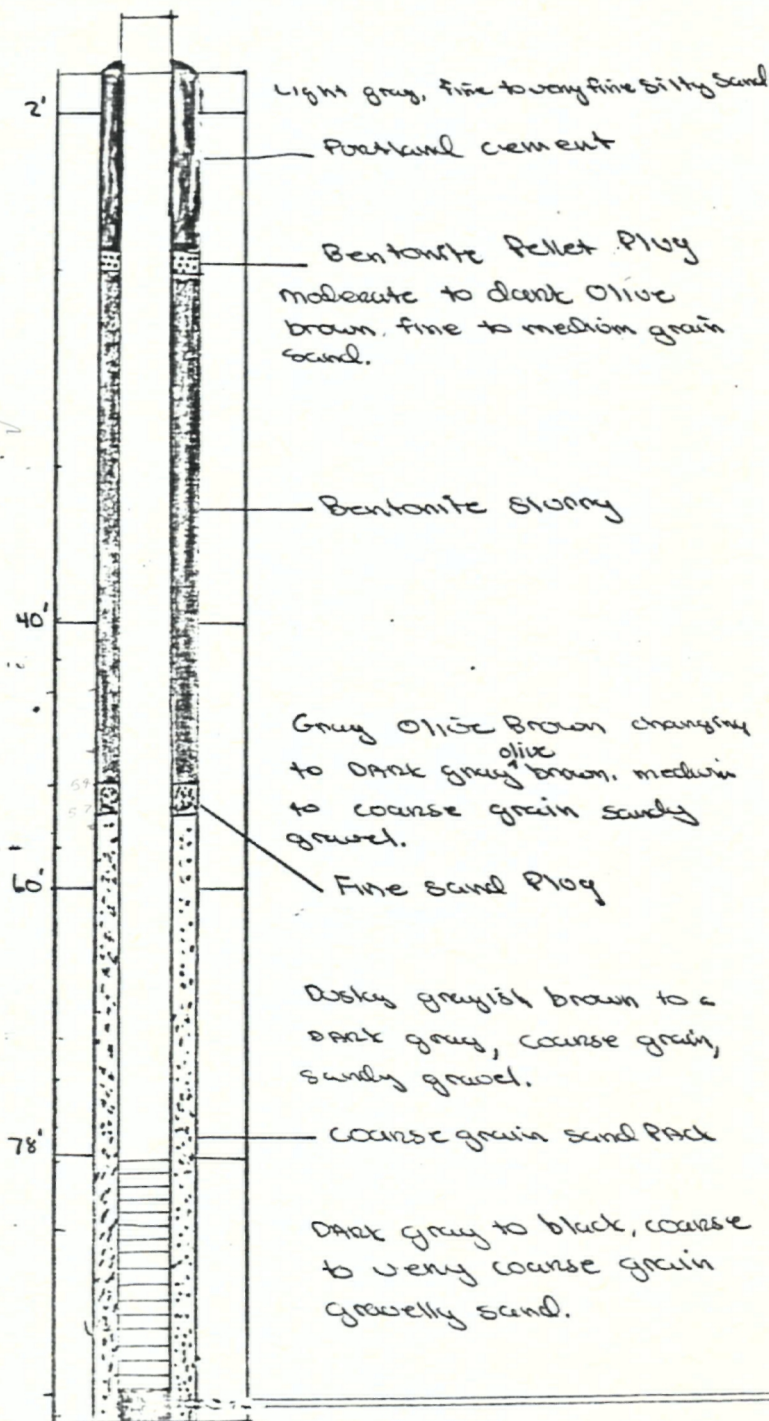 Light gray, fine to very fine silty sand
2'
Portland cement
Bentonite Pellet Plug
moderate to dark Olive
brown, fine to medium grain
sand.
Bentonite slurry
40'
Gray Olive Brown changing
olive
to DARK gray brown, medium
to coarse grain sandy
gravel.
Fine sand Plug
Dusky grayish brown to a
DARK gray, coarse grain,
sandy gravel.
coarse grain sand PACK
78'
DARK gray to black, coarse
to very coarse grain
gravelly sand.